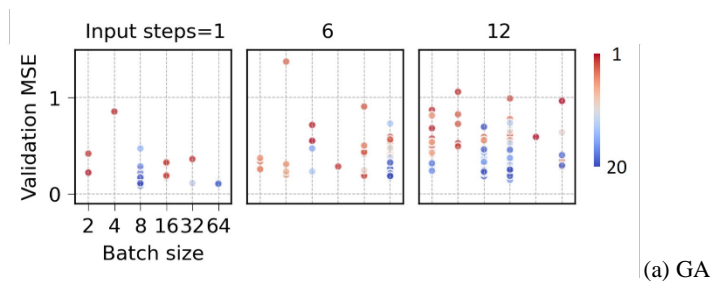 Input steps=1 6 12
1
1
Validation MSE
0
20
2 4 8 16 32 64
Batch size
(a) GA